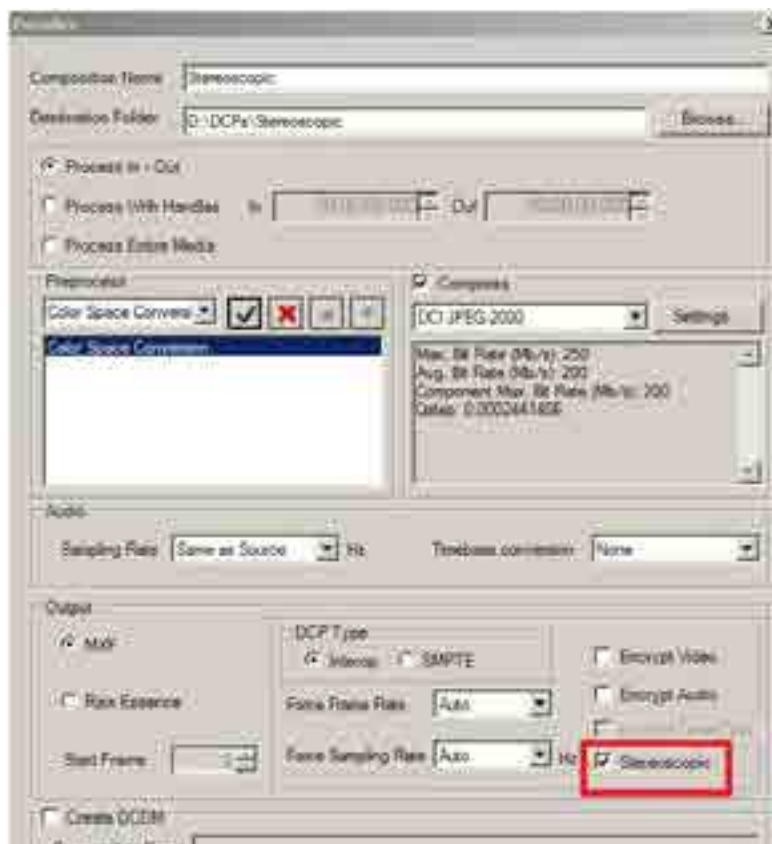 Composition Name Stereoscopic
Destination Folder D:\DCPs\Stereoscopic Browse...
Process In - Out
Process With Handles In Out
Process Entire Media
Preprocessor
Color Space Conversi
Color Space Conversion
Compress
DCI JPEG 2000 Settings
Max. Bit Rate (Mb/s): 250
Avg. Bit Rate (Mb/s): 200
Component Max. Bit Rate (Mb/s): 200
Audio
Sampling Rate Same as Source Hz Timebase conversion None
Output
MXF
Raw Essence
Start Frame
DCP Type
Interop SMPTE
Force Frame Rate Auto
Force Sampling Rate Auto Hz
Encrypt Video
Encrypt Audio
Stereoscopic
Create DCDM